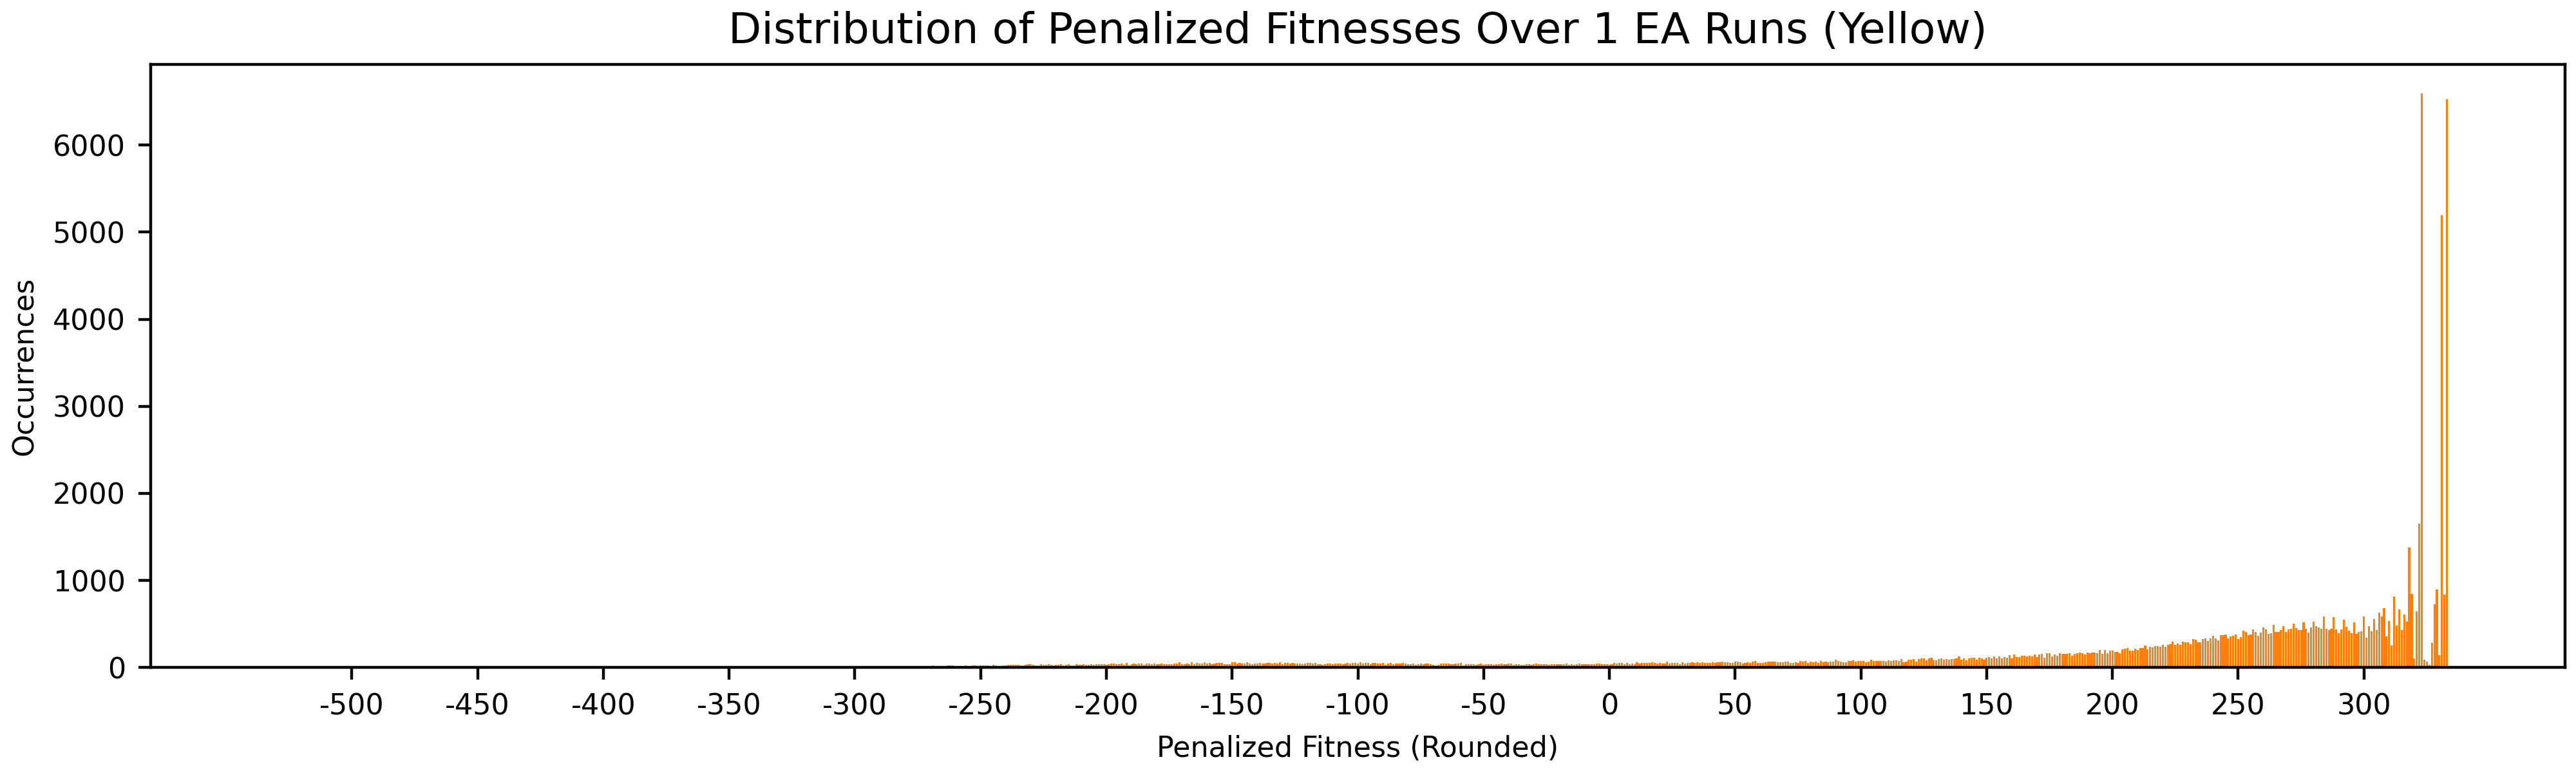 Distribution of Penalized Fitnesses Over 1 EA Runs (Yellow)
6000
5000
4000
3000
2000
1000
0
Occurrences
-500 -450 -400 -350 -300 -250 -200 -150 -100 -50 0 50 100 150 200 250 300
Penalized Fitness (Rounded)